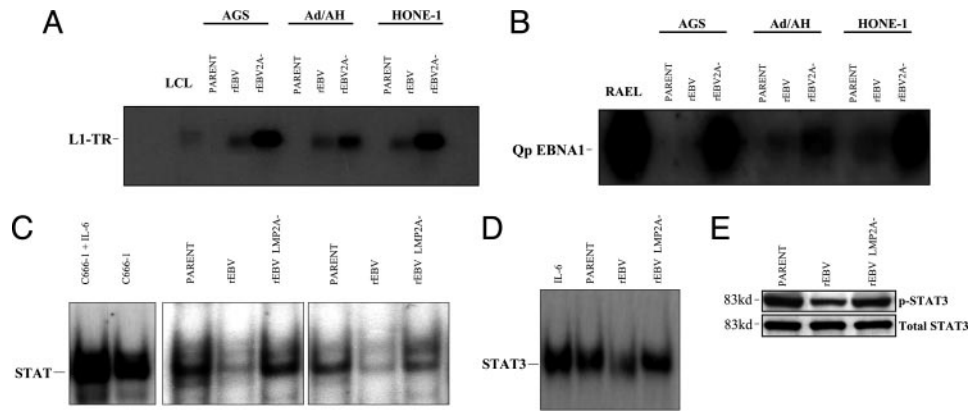 A
AGS Ad/AH HONE-1
LCL PARENT rEBV rEBV2A- PARENT rEBV rEBV2A- PARENT rEBV rEBV2A-
L1-TR
B
AGS Ad/AH HONE-1
RAEL PARENT rEBV rEBV2A- PARENT rEBV rEBV2A- PARENT rEBV rEBV2A-
Qp EBNA1
C
C666-1 + IL-6 C666-1 PARENT rEBV rEBV LMP2A- PARENT rEBV rEBV LMP2A-
STAT
D
IL-6 PARENT rEBV rEBV LMP2A-
STAT3
E
PARENT rEBV rEBV LMP2A-
83kd p-STAT3
83kd Total STAT3